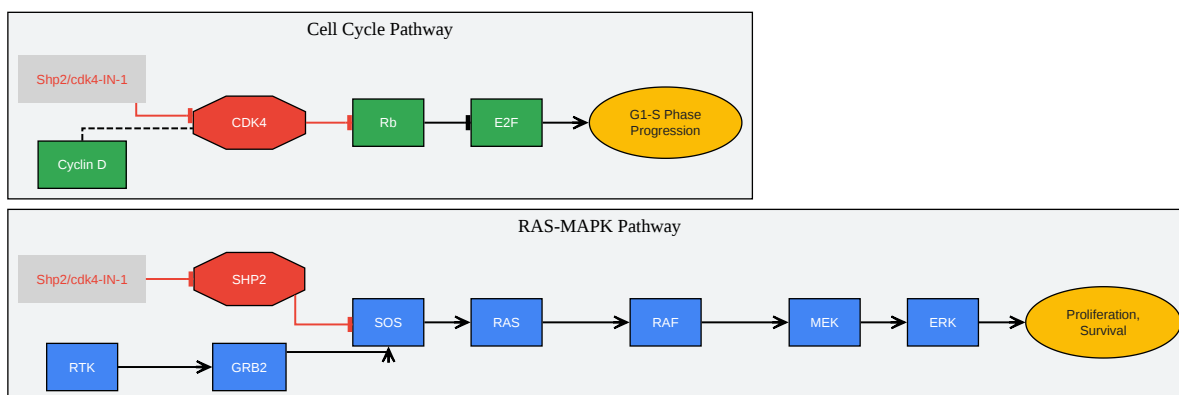 Cell Cycle Pathway
Shp2/cdk4-IN-1
CDK4
Rb
E2F
G1-S Phase
Progression
Cyclin D
RAS-MAPK Pathway
Shp2/cdk4-IN-1
SHP2
SOS
RAS
RAF
MEK
ERK
Proliferation,
Survival
RTK
GRB2